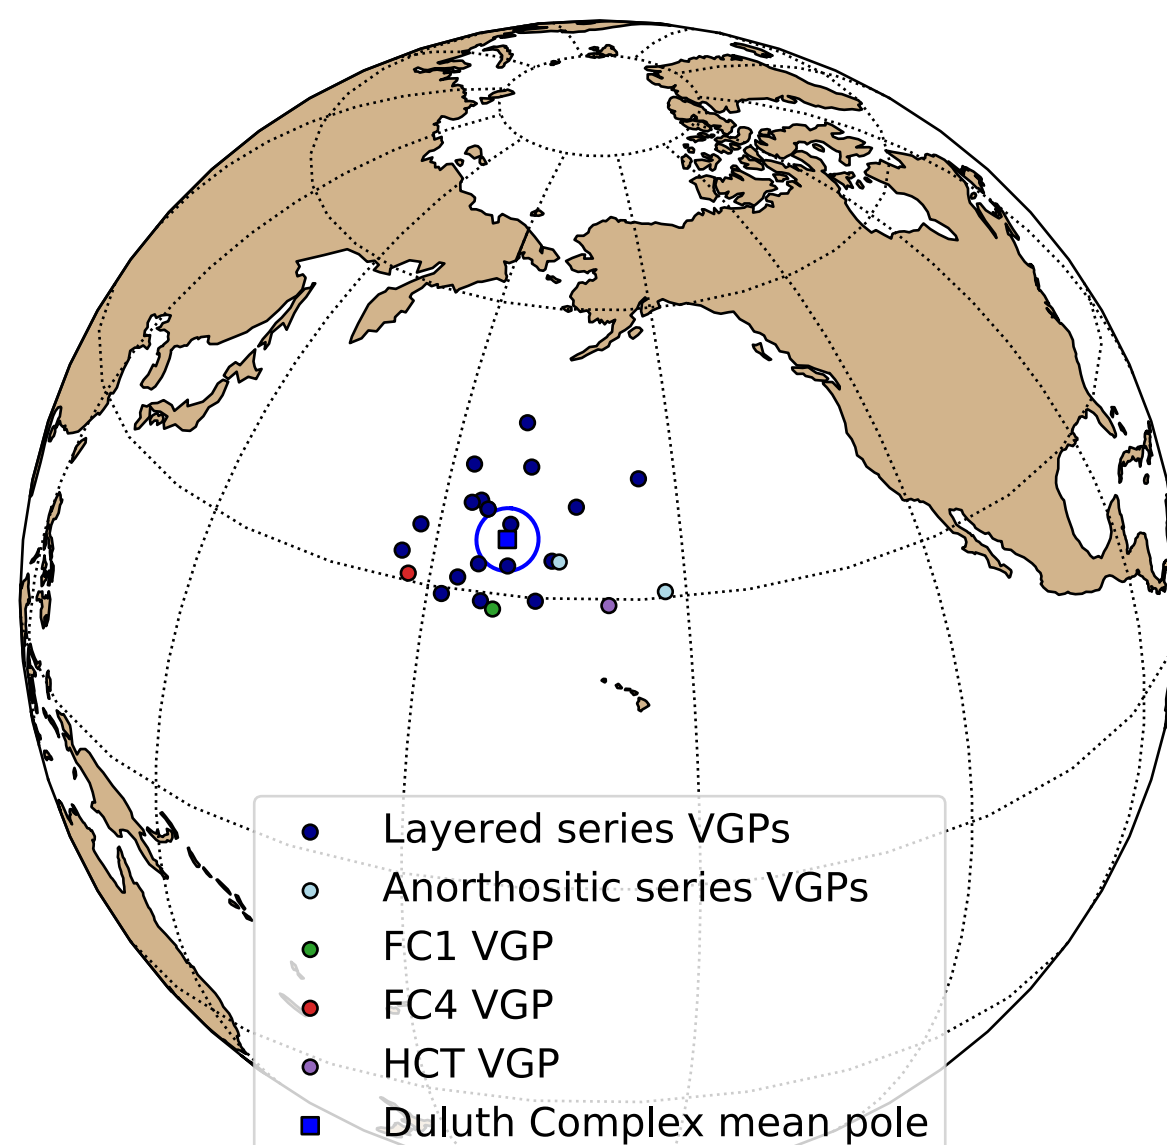 Layered series VGPs
Anorthositic series VGPs
FC1 VGP
FC4 VGP
HCT VGP
Duluth Complex mean pole